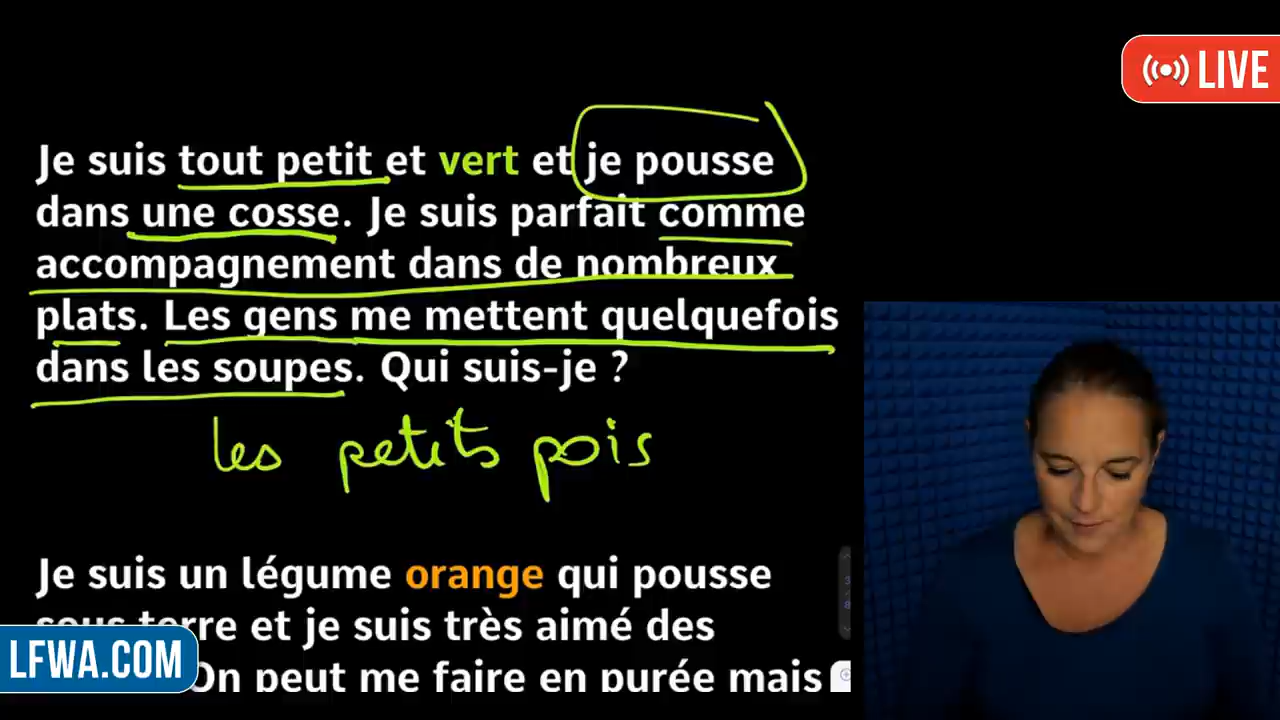 LIVE
Je suis tout petit et vert et je pousse
dans une cosse. Je suis parfait comme
accompagnement dans de nombreux
plats. Les gens me mettent quelquefois
dans les soupes. Qui suis-je ?
les petits pois
Je suis un légume orange qui pousse
sous terre et je suis très aimé des
On peut me faire en purée mais
LFWA.COM